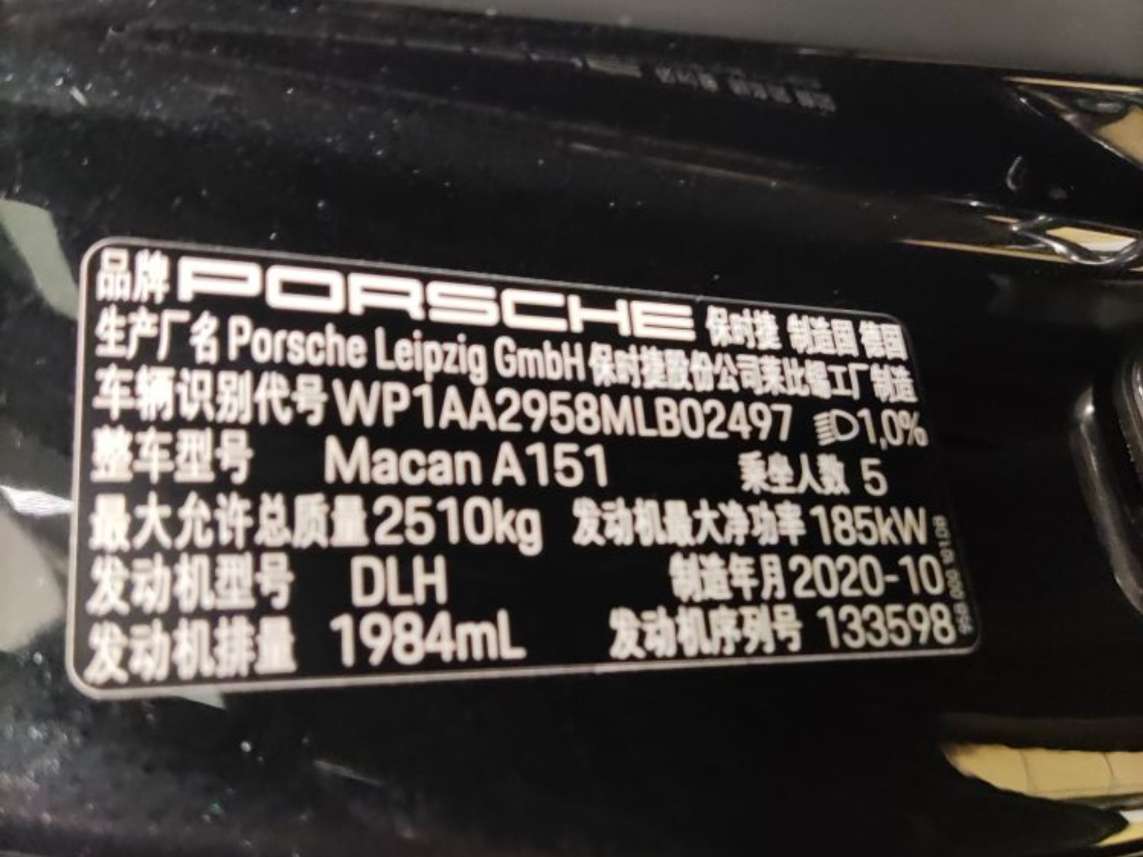 品牌 PORSCHE 保时捷 制造国 德国
生产厂名 Porsche Leipzig GmbH 保时捷股份公司莱比锡工厂制造
车辆识别代号 WP1AA2958MLB02497 1,0%
整车型号 Macan A151 乘坐人数 5
最大允许总质量 2510kg 发动机最大净功率 185kW
发动机型号 DLH 制造年月 2020-10
发动机排量 1984mL 发动机序列号 133598